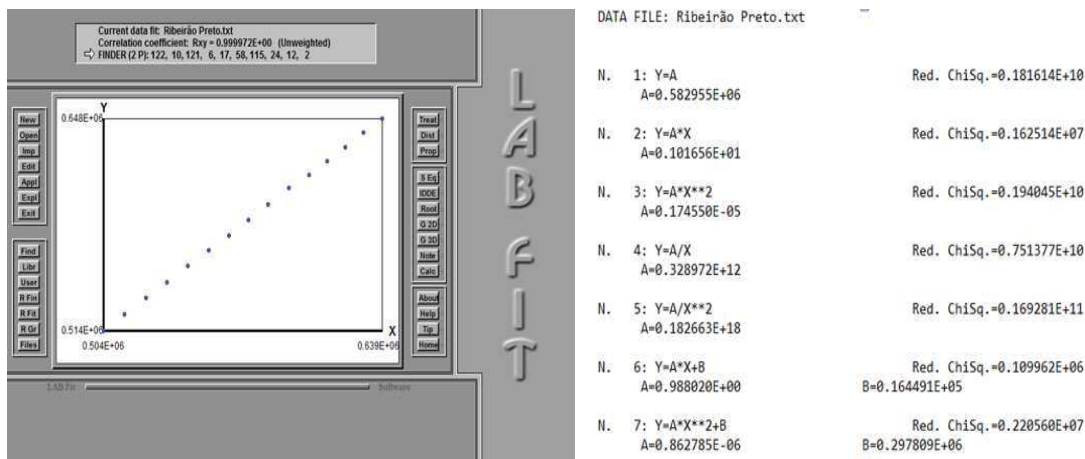 Current data fit: Ribeirão Preto.txt
Correlation coefficient: Rxy = 0.999972E+00 (Unweighted)
FINDER (2 P): 122, 10, 121, 6, 17, 58, 115, 24, 12, 2
New
Open
Imp
Edit
Appl
Expl
Exit
Find
Libr
User
R Fin
R Fit
R Gr
Files
Y
0.648E+06
0.514E+06
X
0.504E+06
0.639E+06
Treat
Dist
Prop
$ Eq
IDDE
Root
G 2D
G 3D
Note
Calc
About
Help
Tip
Home
LAB Fit
Software
LAB FIT
DATA FILE: Ribeirão Preto.txt
N. 1: Y=A Red. ChiSq.=0.181614E+10
A=0.582955E+06
N. 2: Y=A*X Red. ChiSq.=0.162514E+07
A=0.101656E+01
N. 3: Y=A*X**2 Red. ChiSq.=0.194045E+10
A=0.174550E-05
N. 4: Y=A/X Red. ChiSq.=0.751377E+10
A=0.328972E+12
N. 5: Y=A/X**2 Red. ChiSq.=0.169281E+11
A=0.182663E+18
N. 6: Y=A*X+B Red. ChiSq.=0.109962E+06
A=0.988020E+00 B=0.164491E+05
N. 7: Y=A*X**2+B Red. ChiSq.=0.220560E+07
A=0.862785E-06 B=0.297809E+06